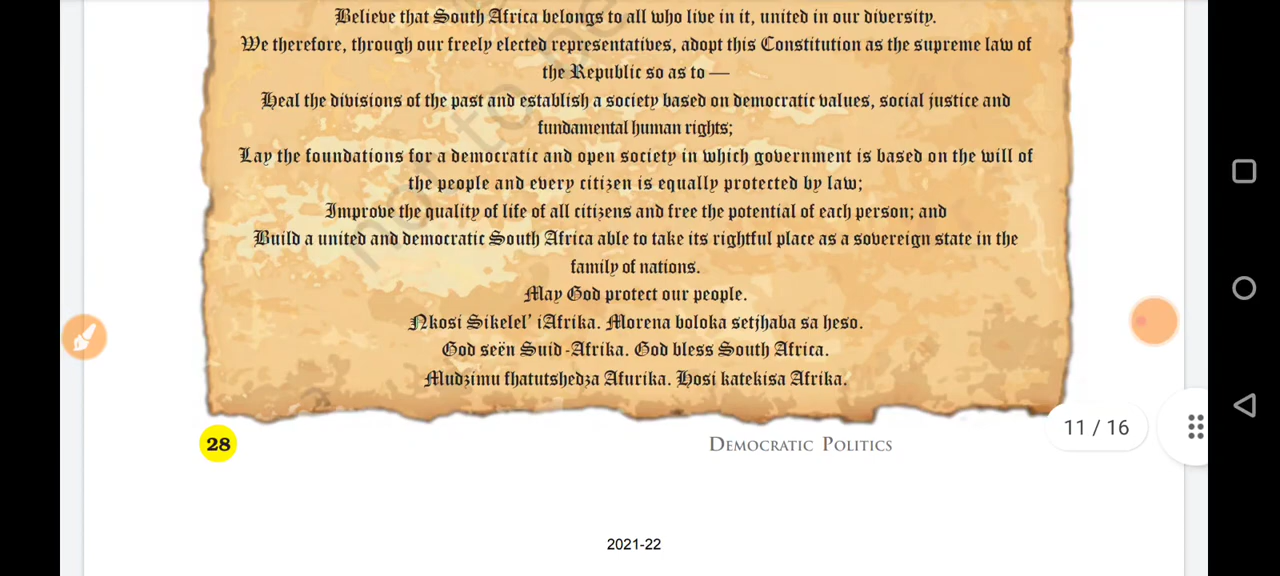 Believe that South Africa belongs to all who live in it, united in our diversity.
We therefore, through our freely elected representatives, adopt this Constitution as the supreme law of
the Republic so as to —
Heal the divisions of the past and establish a society based on democratic values, social justice and
fundamental human rights;
Lay the foundations for a democratic and open society in which government is based on the will of
the people and every citizen is equally protected by law;
Improve the quality of life of all citizens and free the potential of each person; and
Build a united and democratic South Africa able to take its rightful place as a sovereign state in the
family of nations.
May God protect our people.
Nkosi Sikelel' iAfrika. Morena boloka setjhaba sa heso.
God seën Suid-Afrika. God bless South Africa.
Mudzimu fhatutshedza Afurika. Hosi katekisa Afrika.
not to be
28
DEMOCRATIC POLITICS
11 / 16
2021-22